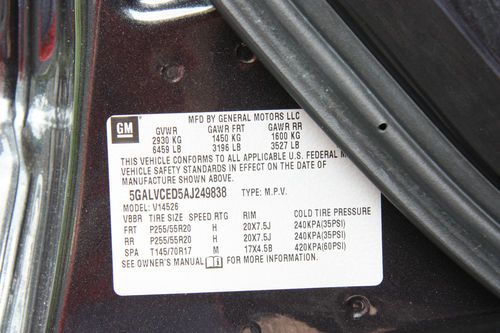 GM
MFD BY GENERAL MOTORS LLC
GVWR GAWR FRT GAWR RR
2930 KG 1450 KG 1600 KG
6459 LB 3196 LB 3527 LB
THIS VEHICLE CONFORMS TO ALL APPLICABLE U.S. FEDERAL
VEHICLE SAFETY STANDARDS IN EFFECT ON THE DATE OF
MANUFACTURE SHOWN ABOVE.
5GALVCED5AJ249838 TYPE: M.P.V.
MODEL: V14526
VBBR TIRE SIZE SPEED RTG RIM COLD TIRE PRESSURE
FRT P255/55R20 H 20X7.5J 240KPA(35PSI)
RR P255/55R20 H 20X7.5J 240KPA(35PSI)
SPA T145/70R17 M 17X4.5B 420KPA(60PSI)
SEE OWNER'S MANUAL FOR MORE INFORMATION.